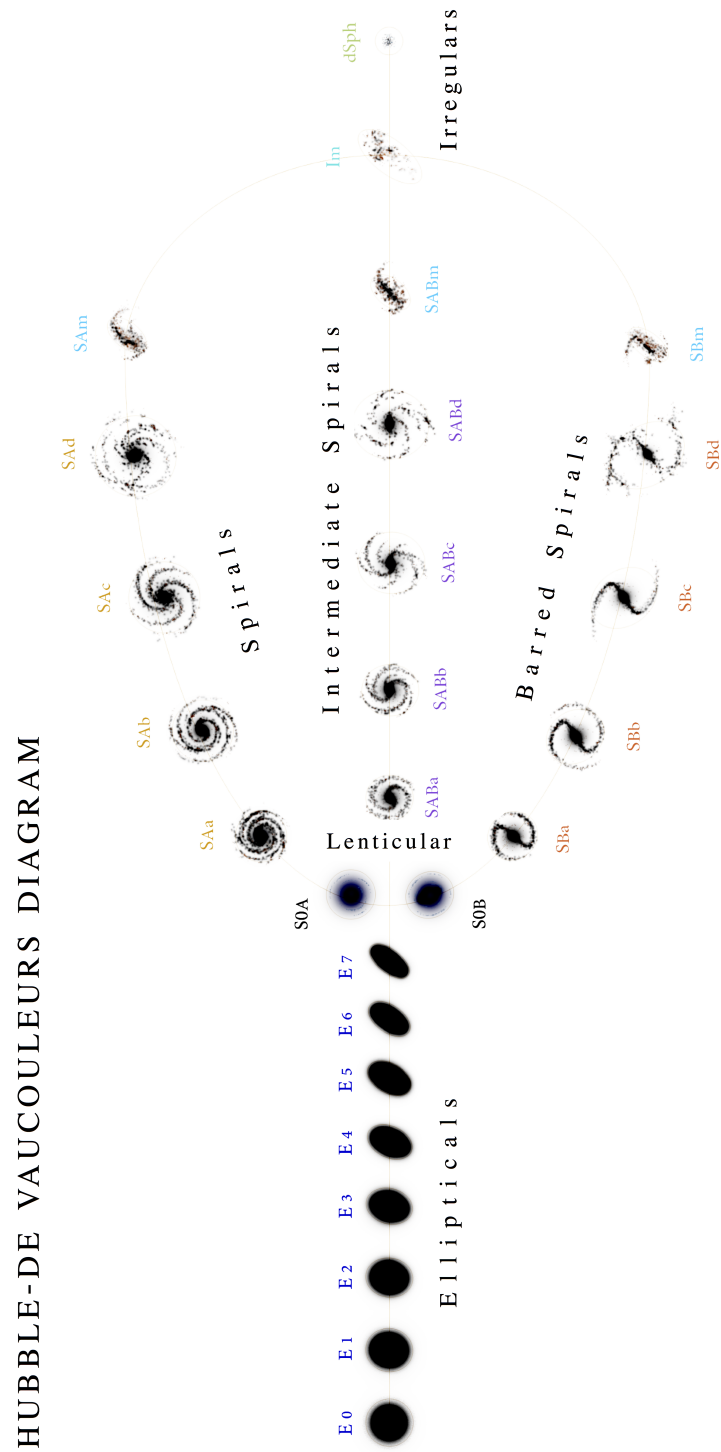 HUBBLE-DE VAUCOULEURS DIAGRAM
E0
E1
E2
E3
E4
E5
E6
E7
Ellipticals
S0A
S0B
Lenticular
SAa
SAb
SAc
SAd
SAm
Spirals
SABa
SABb
SABc
SABd
SABm
Intermediate Spirals
SBa
SBb
SBc
SBd
SBm
Barred Spirals
Im
dSph
Irregulars